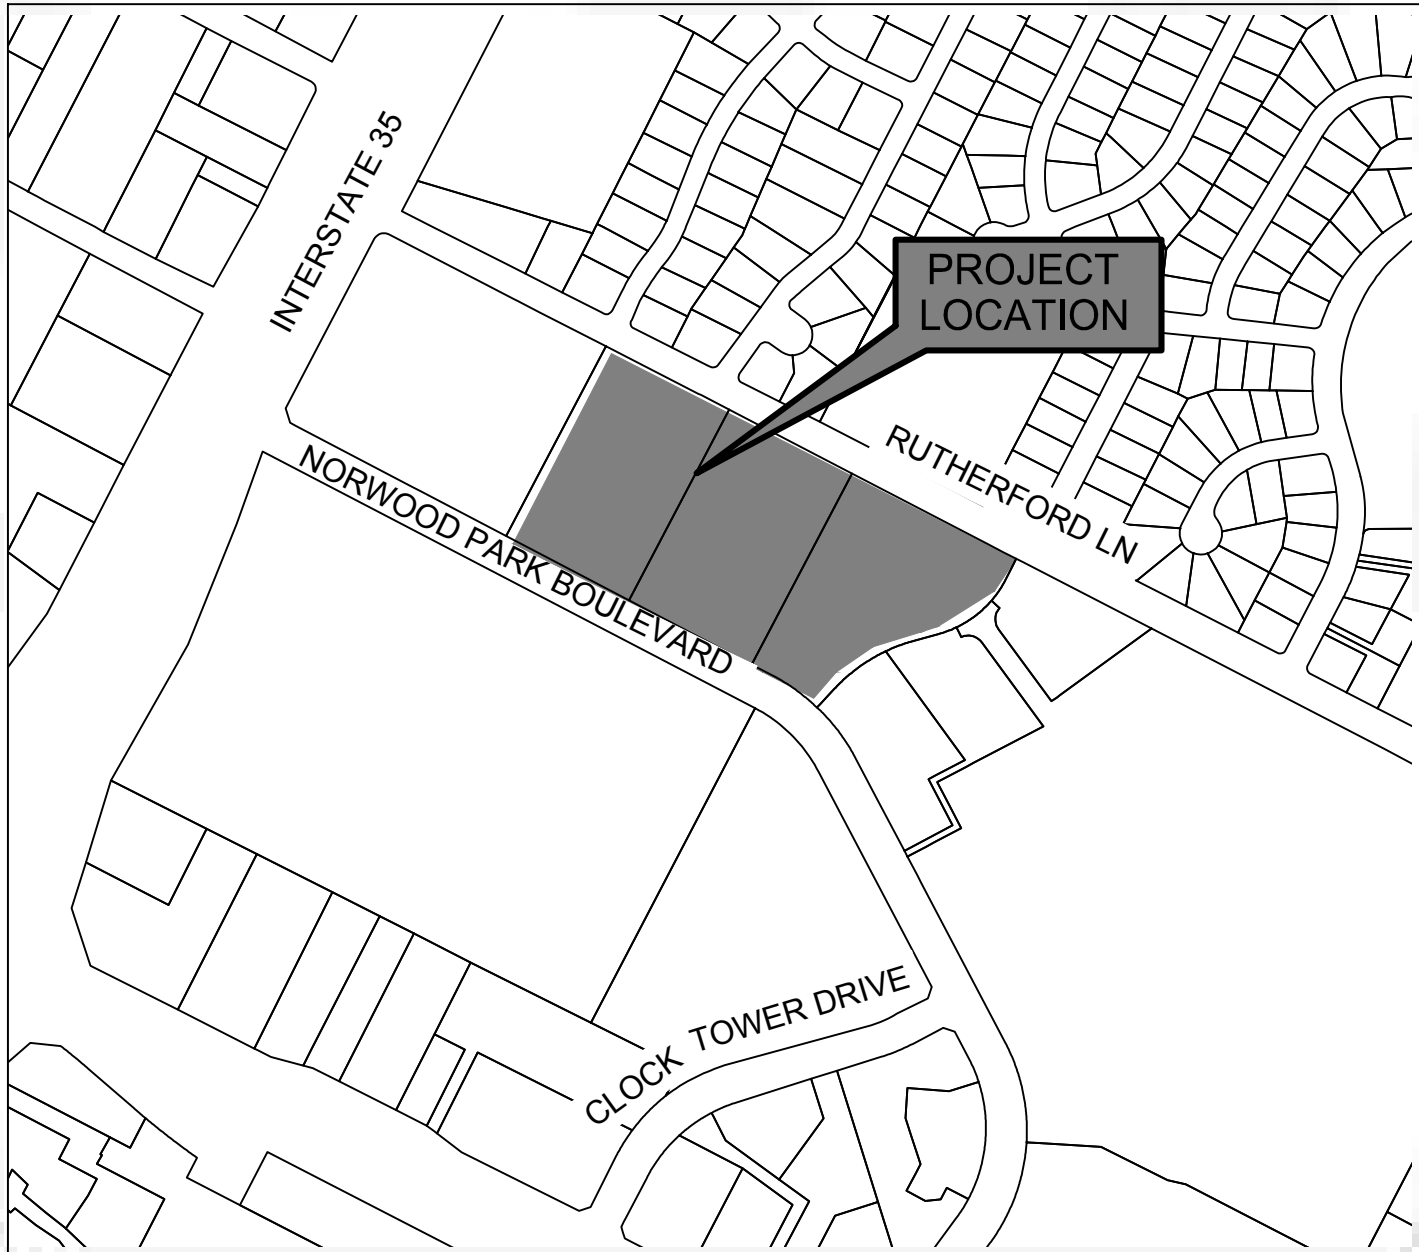 INTERSTATE 35
PROJECT
LOCATION
RUTHERFORD LN
NORWOOD PARK BOULEVARD
CLOCK TOWER DRIVE